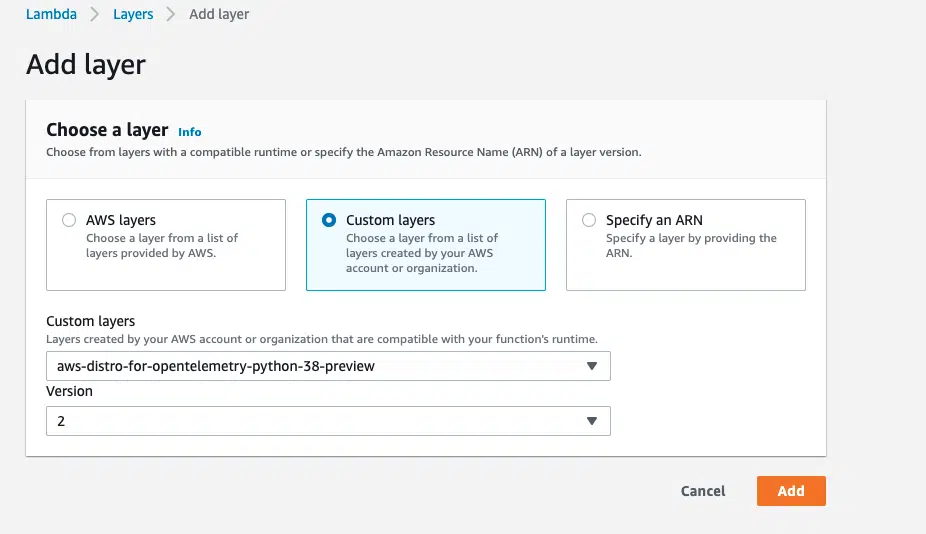 Lambda > Layers > Add layer
Add layer
Choose a layer Info
Choose from layers with a compatible runtime or specify the Amazon Resource Name (ARN) of a layer version.
AWS layers
Choose a layer from a list of
layers provided by AWS.
Custom layers
Choose a layer from a list of
layers created by your AWS
account or organization.
Specify an ARN
Specify a layer by providing the
ARN.
Custom layers
Layers created by your AWS account or organization that are compatible with your function's runtime.
aws-distro-for-opentelemetry-python-38-preview
Version
2
Cancel Add